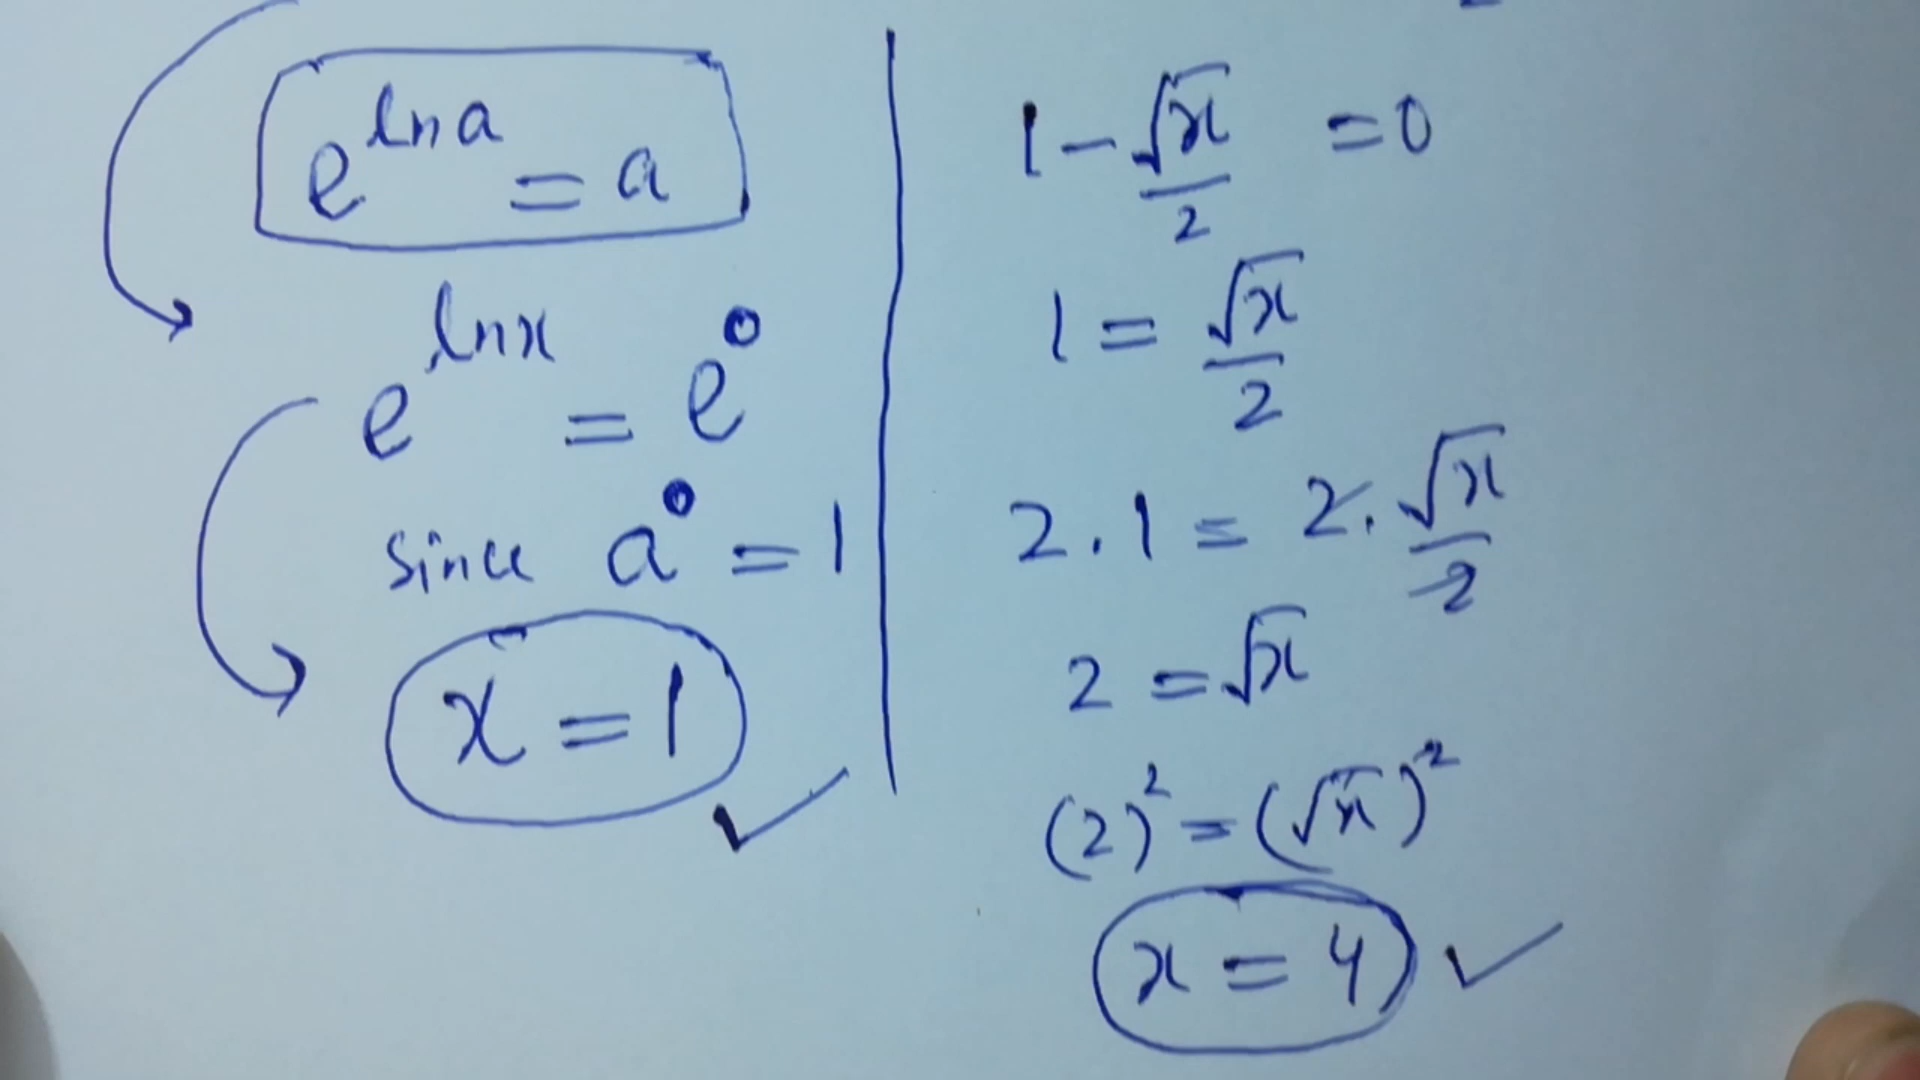 e^{ln a} = a
e^{ln x} = e^0
since a^0 = 1
x = 1 ✓
1 - √x/2 = 0
1 = √x/2
2 . 1 = 2 . √x/2
2 = √x
(2)^2 = (√x)^2
x = 4 ✓